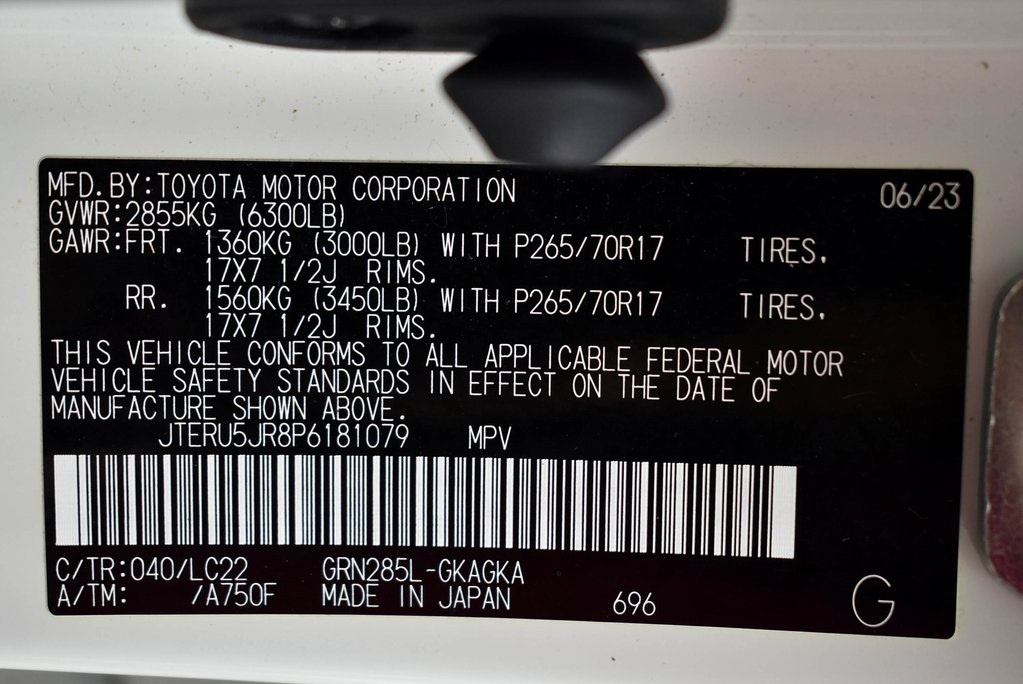 MFD.BY:TOYOTA MOTOR CORPORATION 06/23
GVWR:2855KG (6300LB)
GAWR:FRT. 1360KG (3000LB) WITH P265/70R17 TIRES.
17X7 1/2J RIMS.
RR. 1560KG (3450LB) WITH P265/70R17 TIRES.
17X7 1/2J RIMS.
THIS VEHICLE CONFORMS TO ALL APPLICABLE FEDERAL MOTOR
VEHICLE SAFETY STANDARDS IN EFFECT ON THE DATE OF
MANUFACTURE SHOWN ABOVE.
JTERU5JR8P6181079 MPV
C/TR:040/LC22 GRN285L-GKAGKA
A/TM: /A750F MADE IN JAPAN 696 G